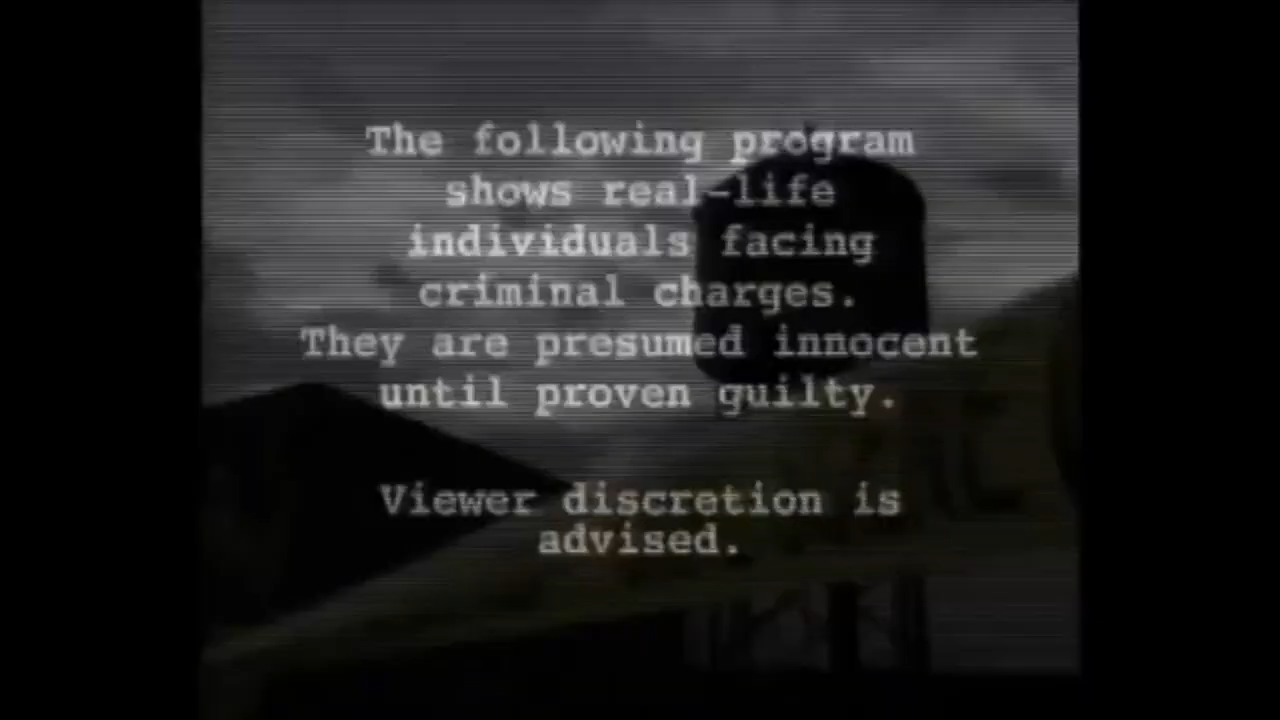 The following program
shows real-life
individuals facing
criminal charges.
They are presumed innocent
until proven guilty.
Viewer discretion is
advised.